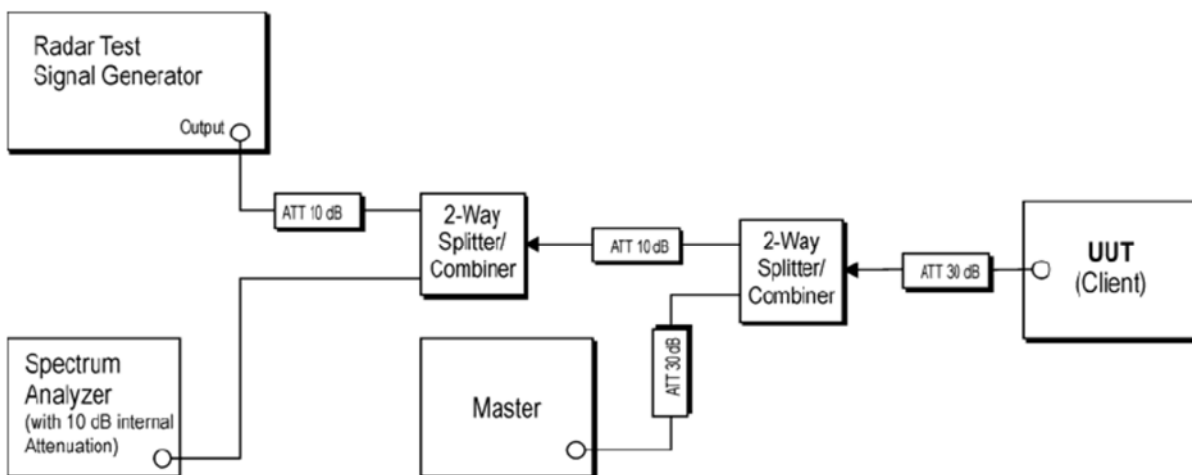 Radar Test
Signal Generator
Output
ATT 10 dB
2-Way
Splitter/
Combiner
ATT 10 dB
2-Way
Splitter/
Combiner
ATT 30 dB
UUT
(Client)
Spectrum
Analyzer
(with 10 dB internal
Attenuation)
Master
ATT 30 dB